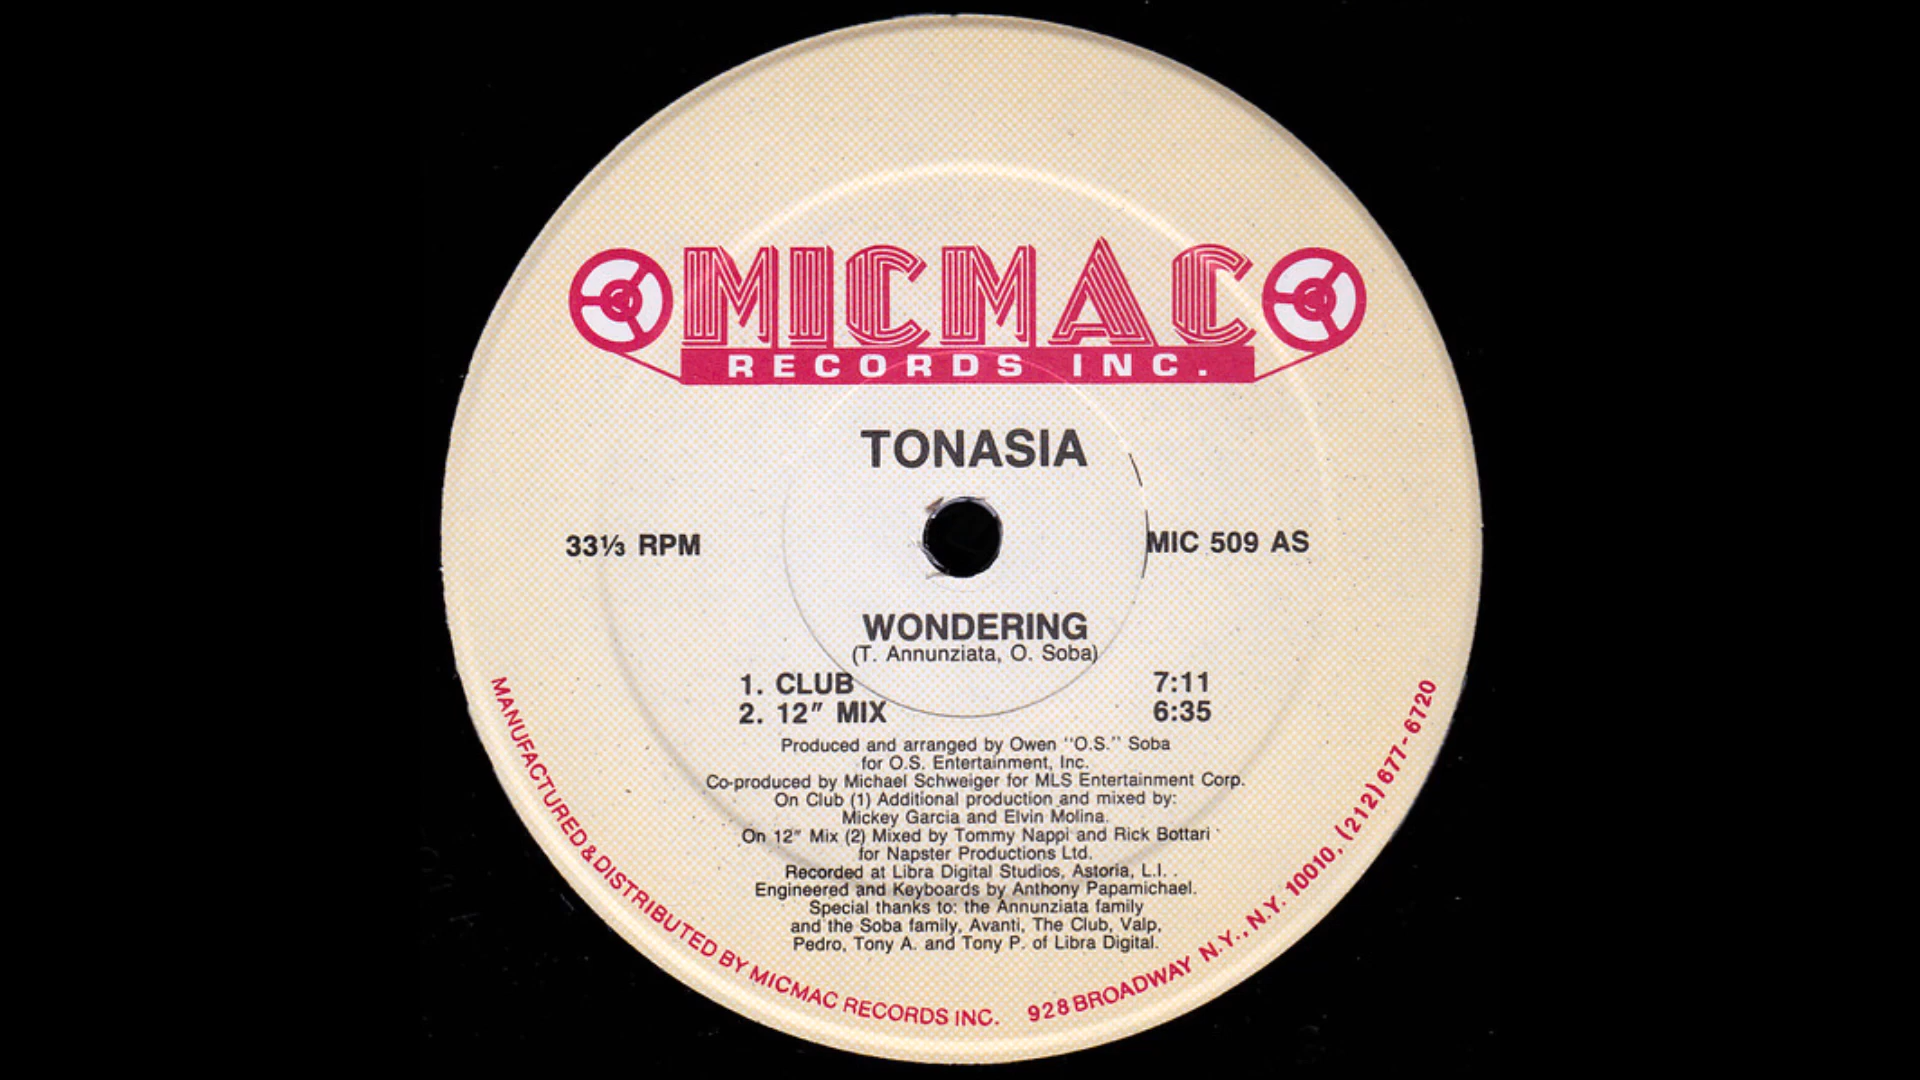 MICMAC
RECORDS INC.
TONASIA
33⅓ RPM
MIC 509 AS
WONDERING
(T. Annunziata, O. Soba)
1. CLUB 7:11
2. 12″ MIX 6:35
Produced and arranged by Owen “O.S.” Soba
for O.S. Entertainment, Inc.
Co-produced by Michael Schweiger for MLS Entertainment Corp.
On Club (1) Additional production and mixed by:
Mickey Garcia and Elvin Molina.
On 12″ Mix (2) Mixed by Tommy Nappi and Rick Bottari
for Napster Productions Ltd.
Recorded at Libra Digital Studios, Astoria, L.I. .
Engineered and Keyboards by Anthony Papamichael.
Special thanks to: the Annunziata family
and the Soba family, Avanti, The Club, Valp,
Pedro, Tony A. and Tony P. of Libra Digital.
MANUFACTURED & DISTRIBUTED BY MICMAC RECORDS INC. 928 BROADWAY N.Y., N.Y. 10010, (212) 677-6720